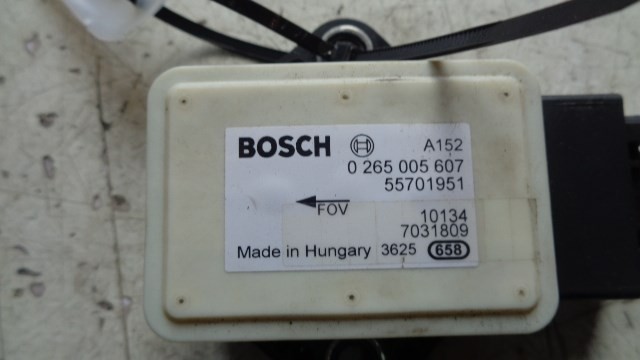 BOSCH A152
0 265 005 607
55701951
FOV
10134
7031809
Made in Hungary 3625 658